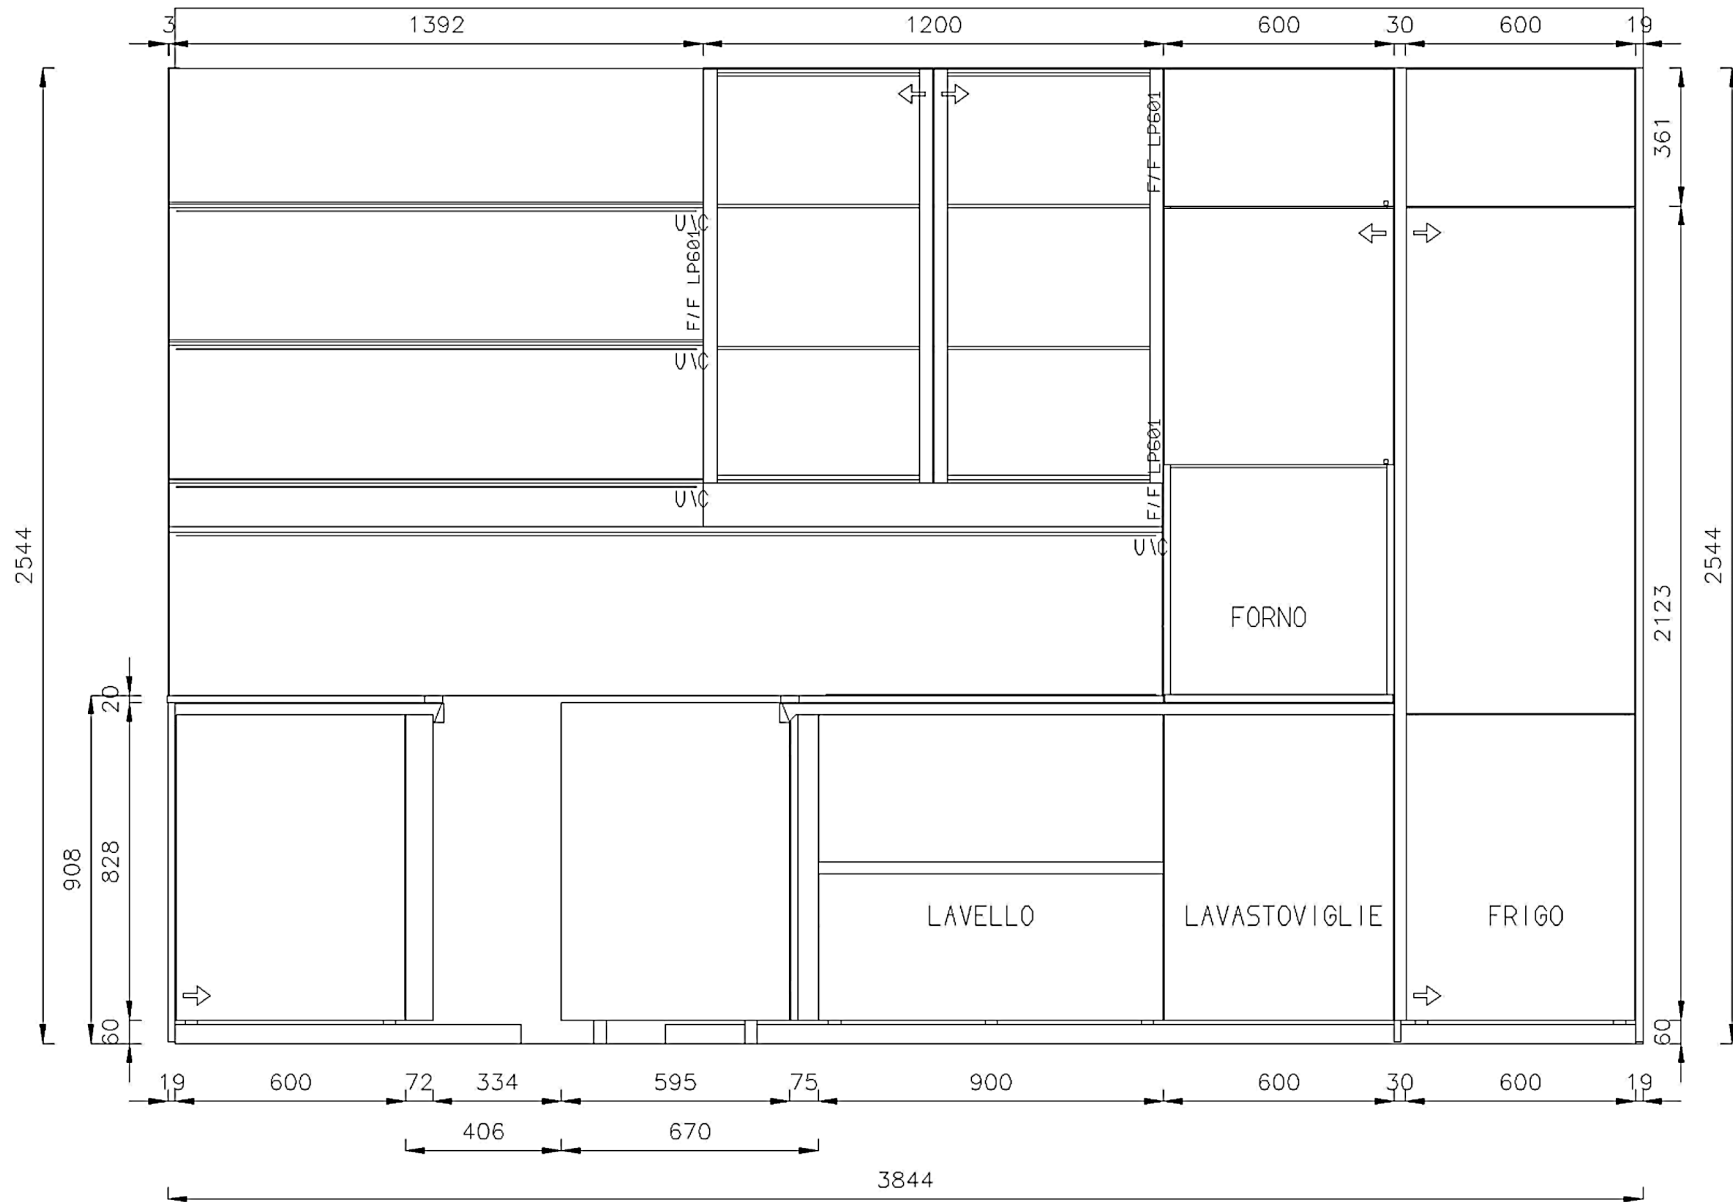 3 1392 1200 600 30 600 19
F/F LP601
361
U\C
F/F LP601
U\C
F/F LP601
U\C
U\C
2544
2544
FORNO
2123
20
908
828
LAVELLO LAVASTOVIGLIE FRIGO
60
60
19 600 72 334 595 75 900 600 30 600 19
406 670
3844